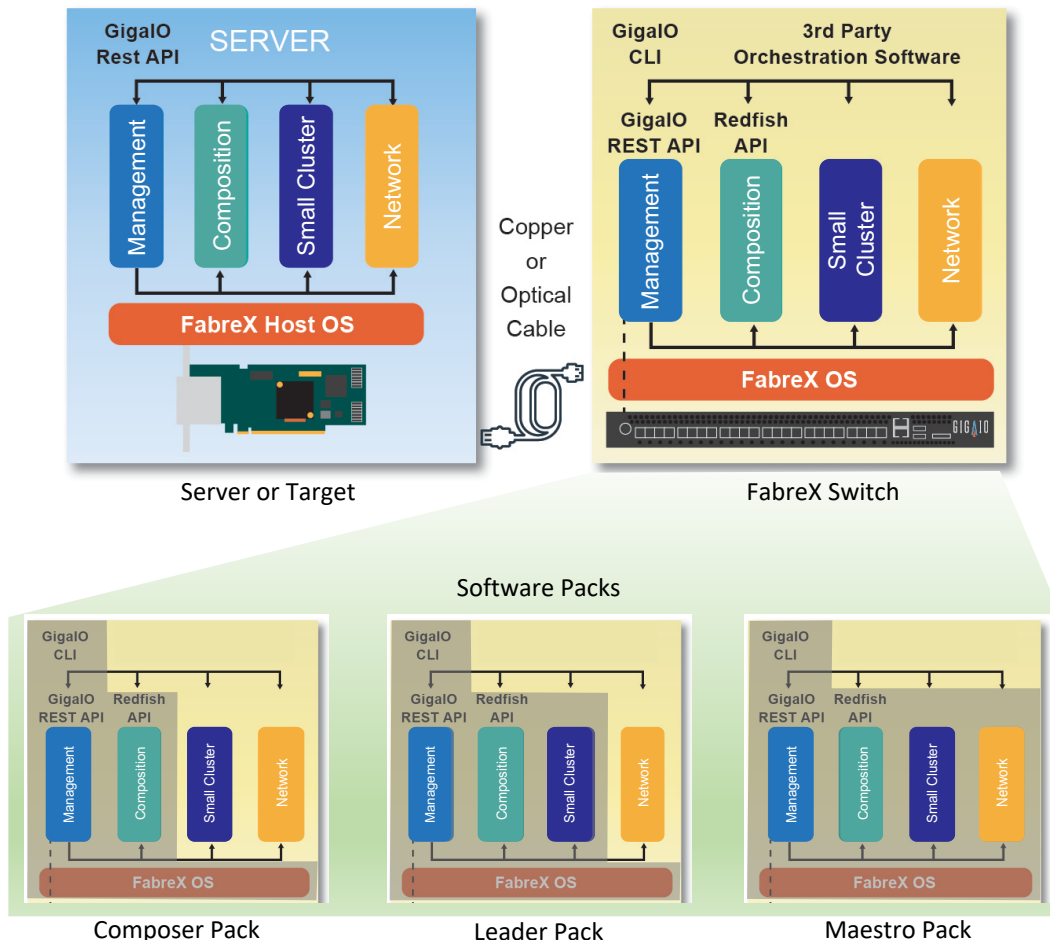 GigaIO
Rest API
SERVER
Management
Composition
Small Cluster
Network
FabreX Host OS
Server or Target
Copper
or
Optical
Cable
GigaIO
CLI
3rd Party
Orchestration Software
GigaIO
REST API
Redfish
API
Management
Composition
Small
Cluster
Network
FabreX OS
GIGAIO
FabreX Switch
Software Packs
GigaIO
CLI
GigaIO
REST API
Redfish
API
Management
Composition
Small Cluster
Network
FabreX OS
Composer Pack
GigaIO
CLI
GigaIO
REST API
Redfish
API
Management
Composition
Small Cluster
Network
FabreX OS
Leader Pack
GigaIO
CLI
GigaIO
REST API
Redfish
API
Management
Composition
Small Cluster
Network
FabreX OS
Maestro Pack